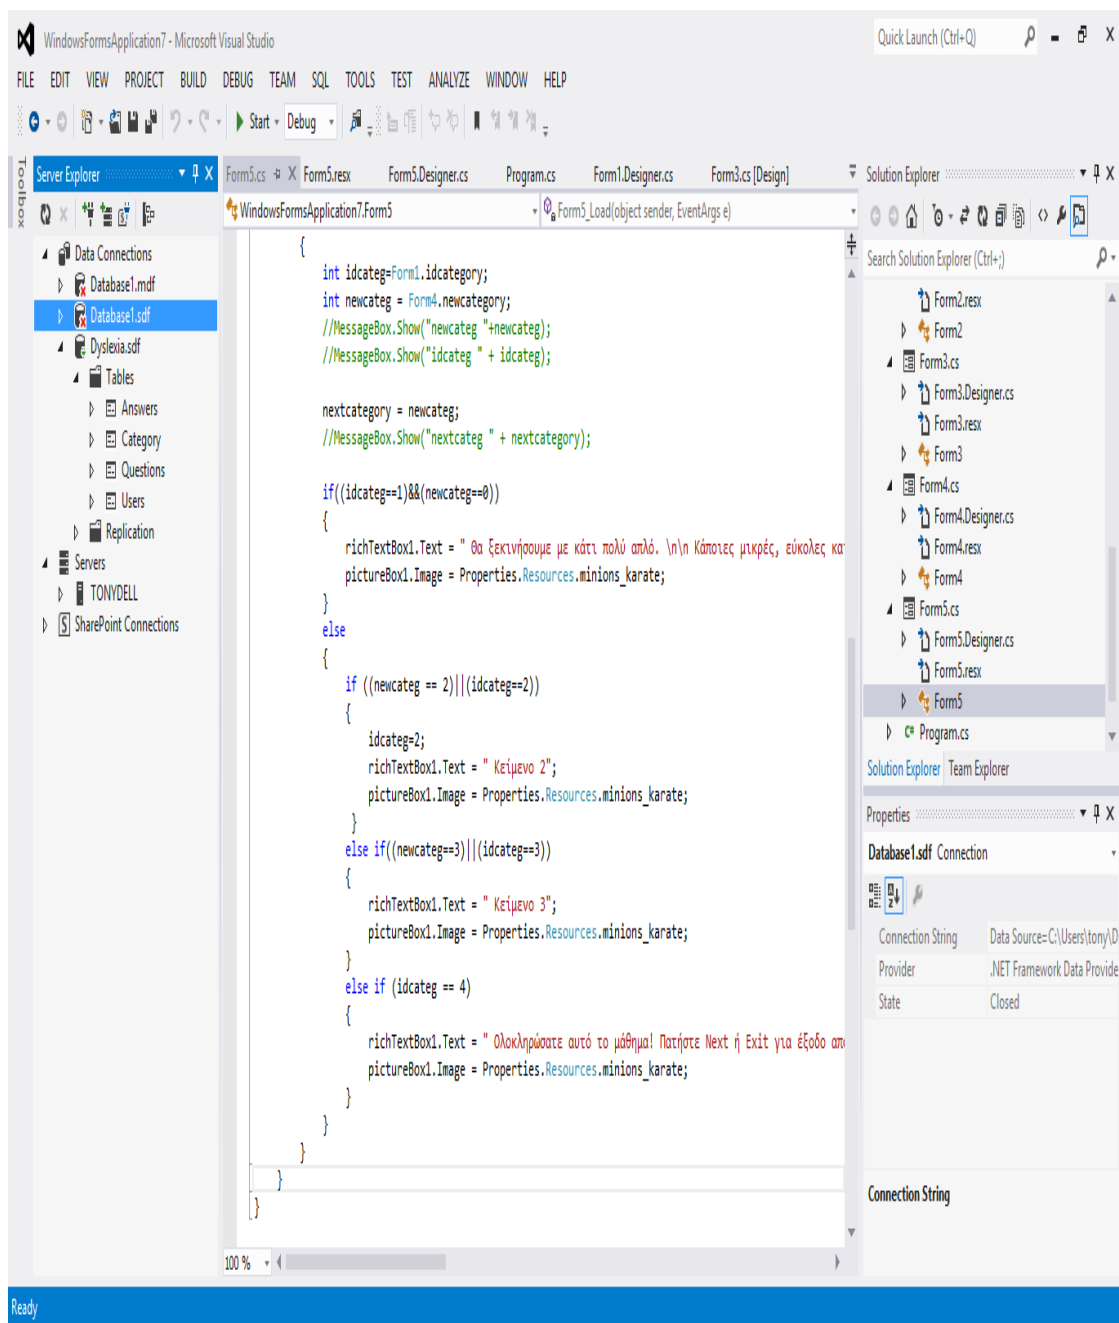 WindowsFormsApplication7 - Microsoft Visual Studio
Quick Launch (Ctrl+Q)
FILE EDIT VIEW PROJECT BUILD DEBUG TEAM SQL TOOLS TEST ANALYZE WINDOW HELP
Start Debug
Toolbox
Server Explorer
Data Connections
Database1.mdf
Database1.sdf
Dyslexia.sdf
Tables
Answers
Category
Questions
Users
Replication
Servers
TONYDELL
SharePoint Connections
Form5.cs Form5.resx Form5.Designer.cs Program.cs Form1.Designer.cs Form3.cs [Design]
WindowsFormsApplication7.Form5 Form5_Load(object sender, EventArgs e)
{
int idcateg=Form1.idcategory;
int newcateg = Form4.newcategory;
//MessageBox.Show("newcateg "+newcateg);
//MessageBox.Show("idcateg " + idcateg);
nextcategory = newcateg;
//MessageBox.Show("nextcateg " + nextcategory);
if((idcateg==1)&&(newcateg==0))
{
richTextBox1.Text = " Θα ξεκινήσουμε με κάτι πολύ απλό. \n\n Κάποιες μικρές, εύκολες κα
pictureBox1.Image = Properties.Resources.minions_karate;
}
else
{
if ((newcateg == 2)||(idcateg==2))
{
idcateg=2;
richTextBox1.Text = " Κείμενο 2";
pictureBox1.Image = Properties.Resources.minions_karate;
}
else if((newcateg==3)||(idcateg==3))
{
richTextBox1.Text = " Κείμενο 3";
pictureBox1.Image = Properties.Resources.minions_karate;
}
else if (idcateg == 4)
{
richTextBox1.Text = " Ολοκληρώσατε αυτό το μάθημα! Πατήστε Next ή Exit για έξοδο απο
pictureBox1.Image = Properties.Resources.minions_karate;
}
}
}
}
}
100 %
Solution Explorer
Search Solution Explorer (Ctrl+;)
Form2.resx
Form2
Form3.cs
Form3.Designer.cs
Form3.resx
Form3
Form4.cs
Form4.Designer.cs
Form4.resx
Form4
Form5.cs
Form5.Designer.cs
Form5.resx
Form5
C# Program.cs
Solution Explorer Team Explorer
Properties
Database1.sdf Connection
Connection String Data Source=C:\Users\tony\D
Provider .NET Framework Data Provide
State Closed
Connection String
Ready